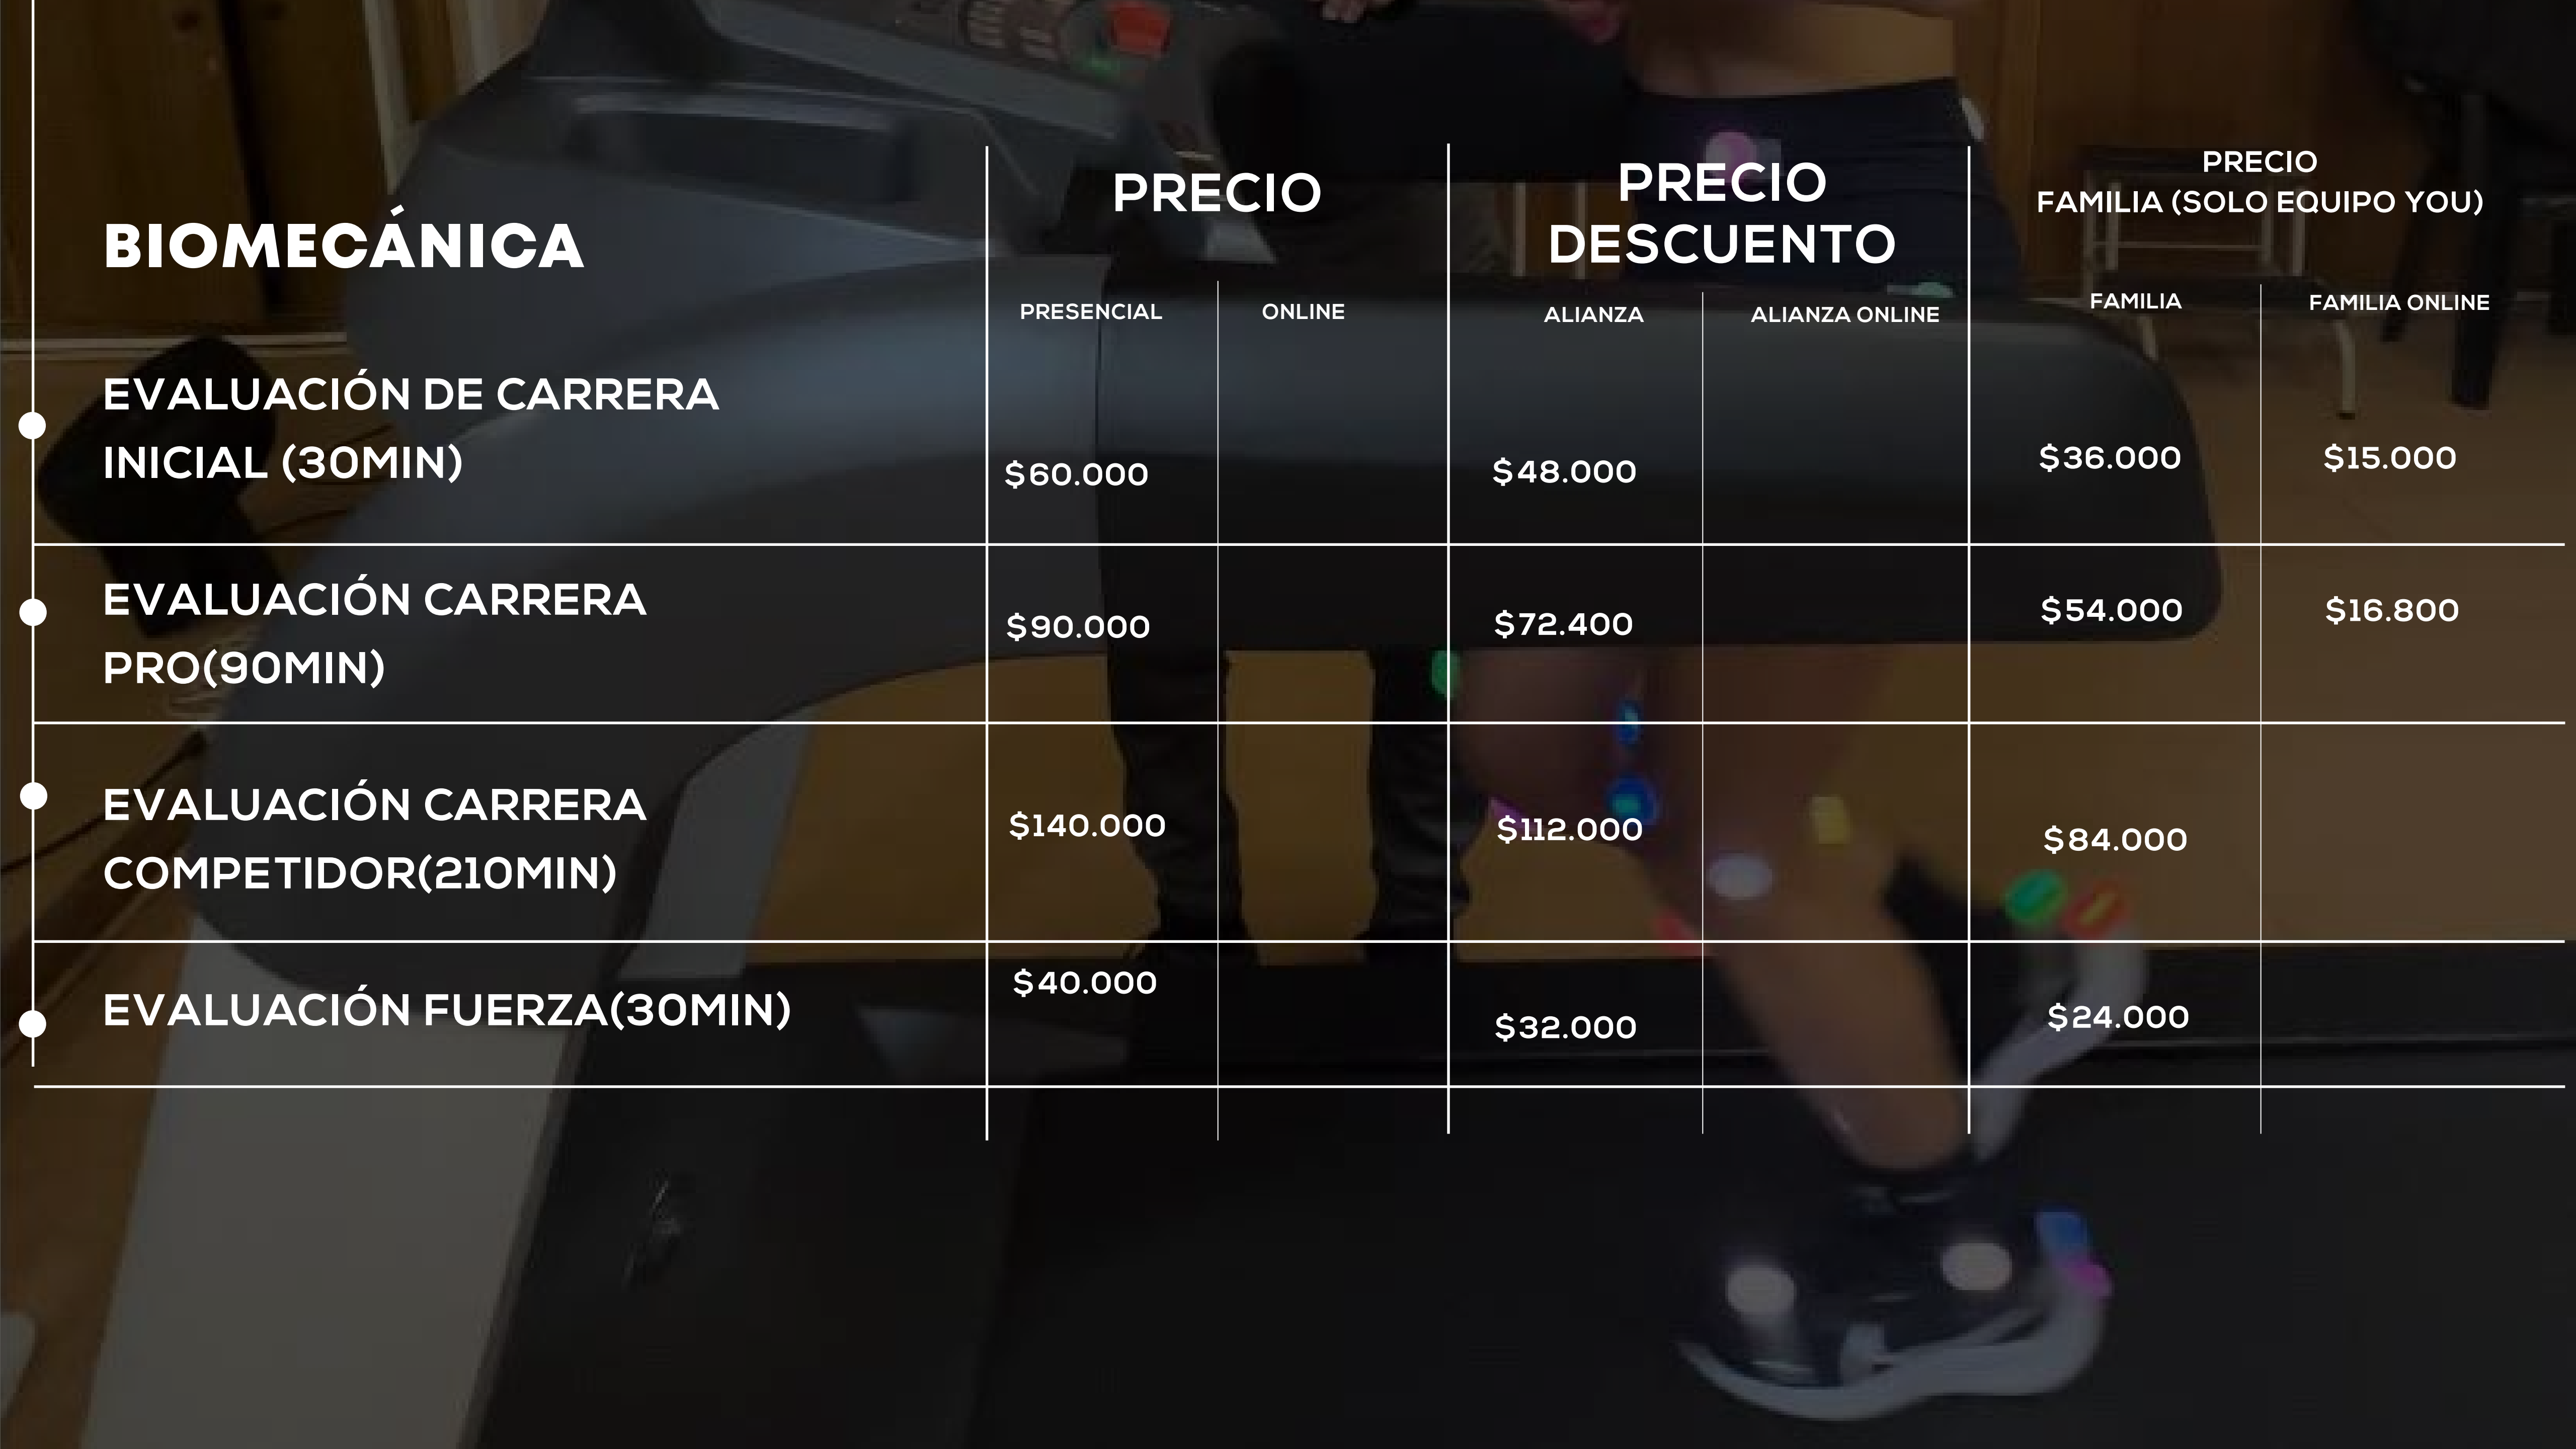 BIOMECÁNICA
PRECIO
PRECIO
DESCUENTO
PRECIO
FAMILIA (SOLO EQUIPO YOU)
PRESENCIAL
ONLINE
ALIANZA
ALIANZA ONLINE
FAMILIA
FAMILIA ONLINE
EVALUACIÓN DE CARRERA
INICIAL (30MIN)
$60.000
$48.000
$36.000
$15.000
EVALUACIÓN CARRERA
PRO(90MIN)
$90.000
$72.400
$54.000
$16.800
EVALUACIÓN CARRERA
COMPETIDOR(210MIN)
$140.000
$112.000
$84.000
EVALUACIÓN FUERZA(30MIN)
$40.000
$32.000
$24.000